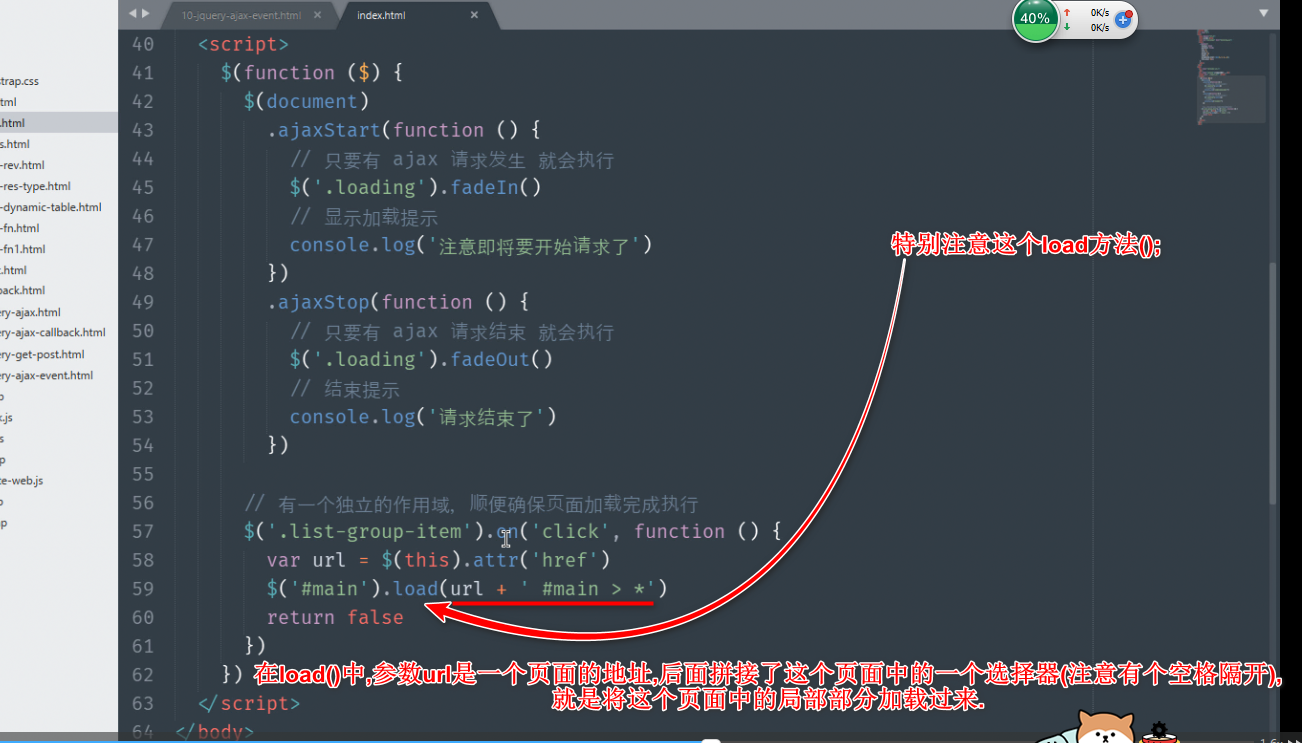 10-jquery-ajax-event.html ×
index.html ×
40%
0K/s
0K/s
trap.css
tml
.html
s.html
-rev.html
-res-type.html
-dynamic-table.html
-fn.html
-fn1.html
.html
back.html
ery-ajax.html
ery-ajax-callback.html
ery-get-post.html
ery-ajax-event.html
p
x.js
s
p
te-web.js
p
40 <script>
41 $(function ($) {
42 $(document)
43 .ajaxStart(function () {
44 // 只要有 ajax 请求发生 就会执行
45 $('.loading').fadeIn()
46 // 显示加载提示
47 console.log('注意即将要开始请求了')
48 })
49 .ajaxStop(function () {
50 // 只要有 ajax 请求结束 就会执行
51 $('.loading').fadeOut()
52 // 结束提示
53 console.log('请求结束了')
54 })
55
56 // 有一个独立的作用域，顺便确保页面加载完成执行
57 $('.list-group-item').on('click', function () {
58 var url = $(this).attr('href')
59 $('#main').load(url + ' #main > *')
60 return false
61 })
62 })
63 </script>
64 </body>
特别注意这个load方法();
在load()中,参数url是一个页面的地址,后面拼接了这个页面中的一个选择器(注意有个空格隔开),
就是将这个页面中的局部部分加载过来.